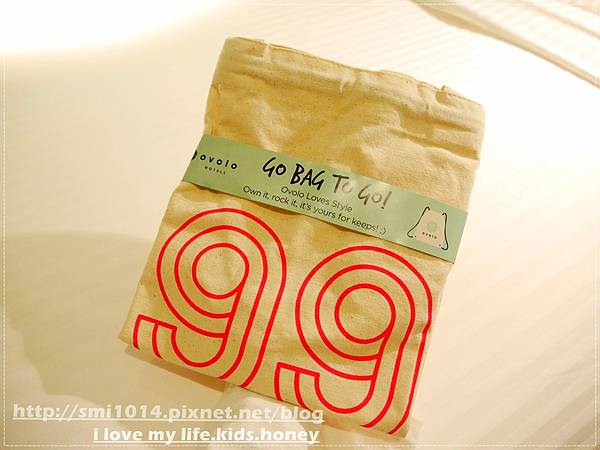 ovolo
HOTELS
GO BAG TO GO!
Ovolo Loves Style
Own it, rock it, it's yours for keeps! :)
ovolo
99
http://smi1014.pixnet.net/blog
i love my life.kids.honey